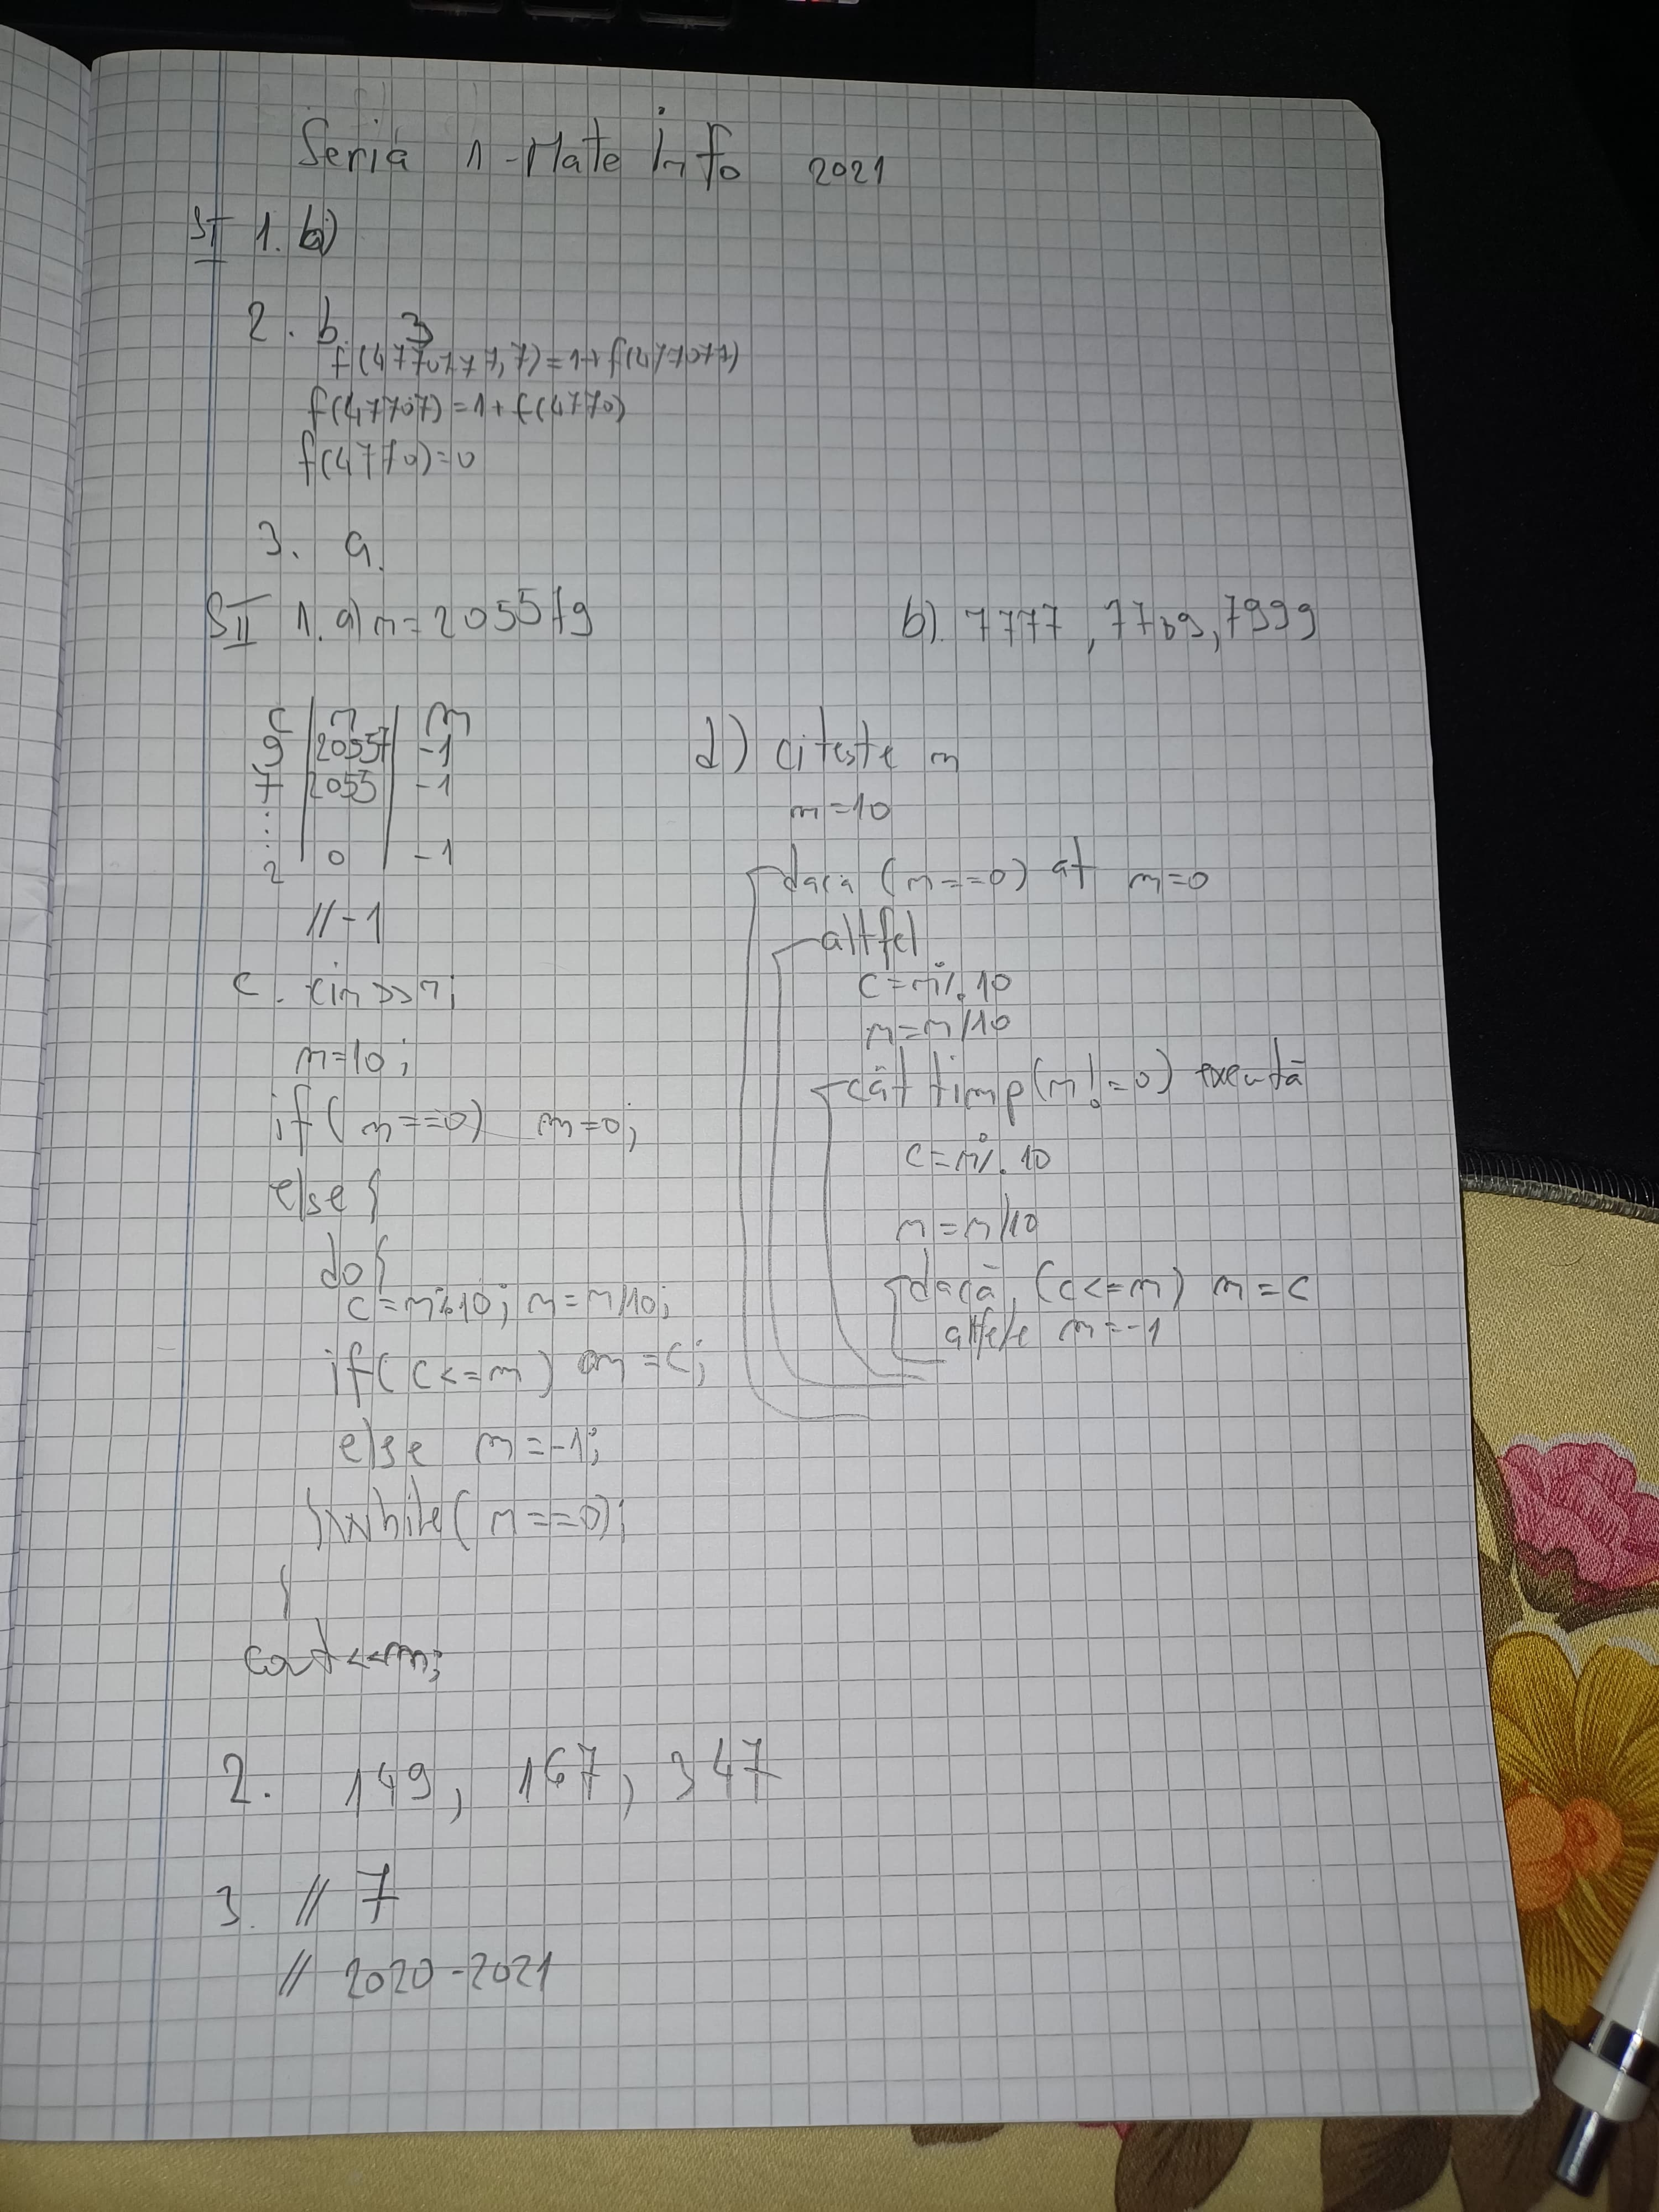 Seria 1-Mate info 2021
SI 1. b)
2. b. 3
f(4770777,7)=1+f(477077)
f(47707)=1+f(4770)
f(4770)=0
3. a.
SII 1. a) n=205579
c | n | m
9 | 20557 | -1
7 | 2055 | -1
⋮
2 0 -1
//-1
c. cin>>n;
m=10;
if(n==0) m=0;
else{
do{
c=n%10; n=n/10;
if(c<=m) m=c;
else m=-1;
}while(n==0);
}
cout<<m;
b). 7777, 7789, 7999
d) citeste n
m=10
daca (n==0) at m=0
altfel
c=n%10
n=n/10
cât timp(n!=0) execută
c=n%10
n=n/10
dacă (c<=m) m=c
altfel m=-1
2. 149, 167, 347
3. // 7
// 2020-2021